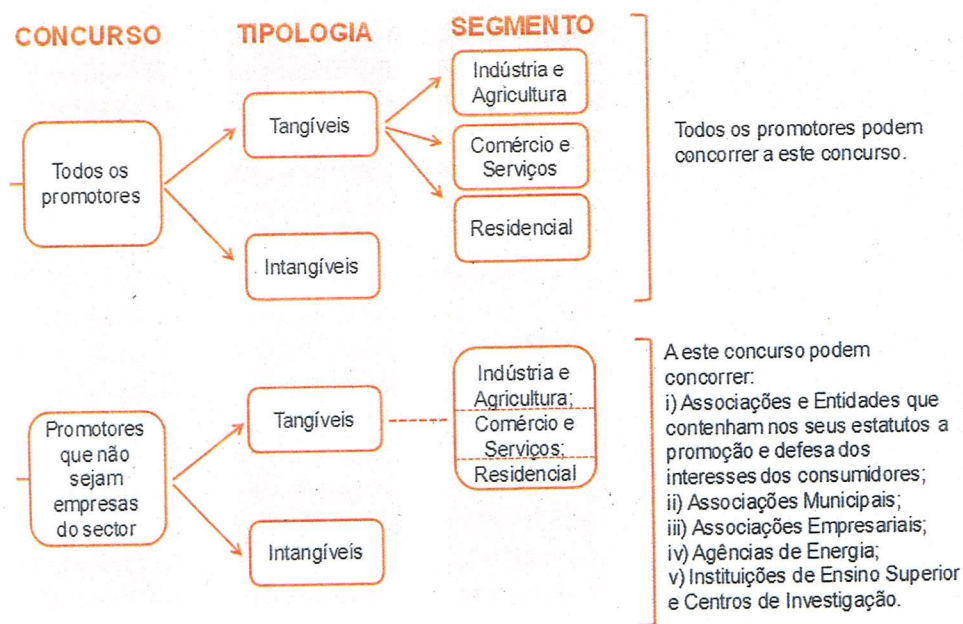 CONCURSO
TIPOLOGIA
SEGMENTO
Todos os
promotores
Tangíveis
Intangíveis
Indústria e
Agricultura
Comércio e
Serviços
Residencial
Todos os promotores podem
concorrer a este concurso.
Promotores
que não
sejam
empresas
do sector
Tangíveis
Intangíveis
Indústria e
Agricultura;
Comércio e
Serviços;
Residencial
A este concurso podem
concorrer:
i) Associações e Entidades que
contenham nos seus estatutos a
promoção e defesa dos
interesses dos consumidores;
ii) Associações Municipais;
iii) Associações Empresariais;
iv) Agências de Energia;
v) Instituições de Ensino Superior
e Centros de Investigação.